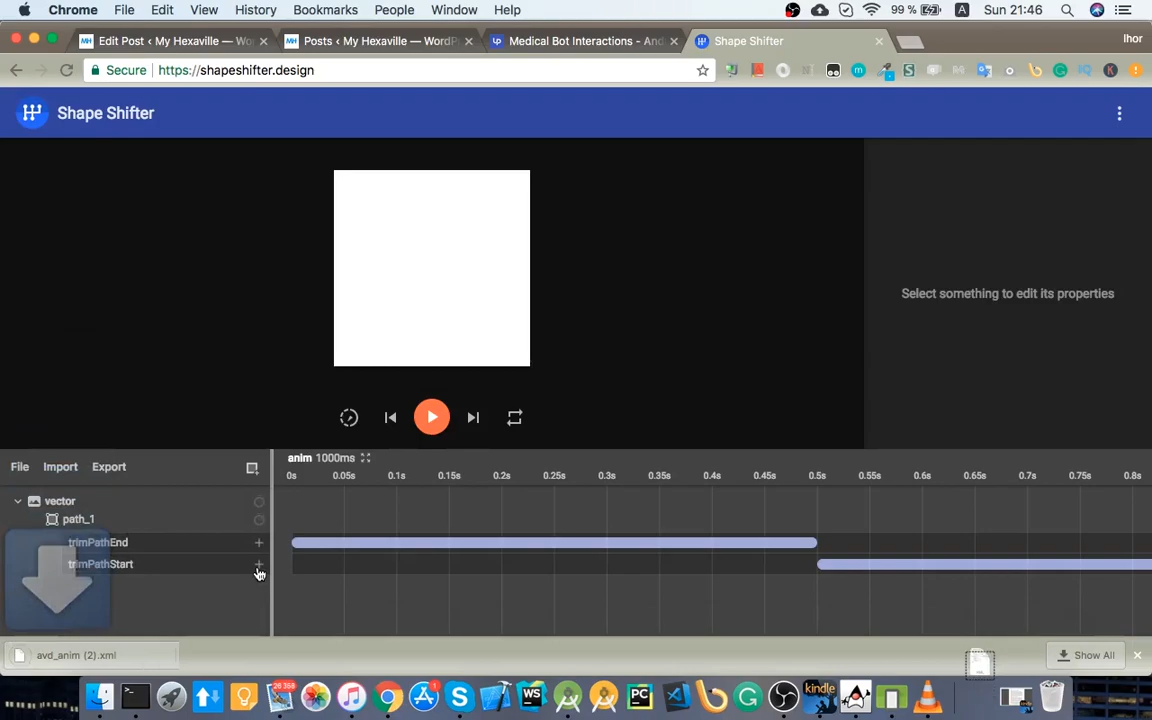 Chrome File Edit View History Bookmarks People Window Help 99 % A Sun 21:46
Edit Post ‹ My Hexaville — Wo Posts ‹ My Hexaville — WordP Medical Bot Interactions - And Shape Shifter Ihor
Secure https://shapeshifter.design
Shape Shifter
Select something to edit its properties
File Import Export
anim 1000ms
0s 0.05s 0.1s 0.15s 0.2s 0.25s 0.3s 0.35s 0.4s 0.45s 0.5s 0.55s 0.6s 0.65s 0.7s 0.75s 0.8s
vector
path_1
trimPathEnd
trimPathStart
avd_anim (2).xml Show All
WS PC kindle